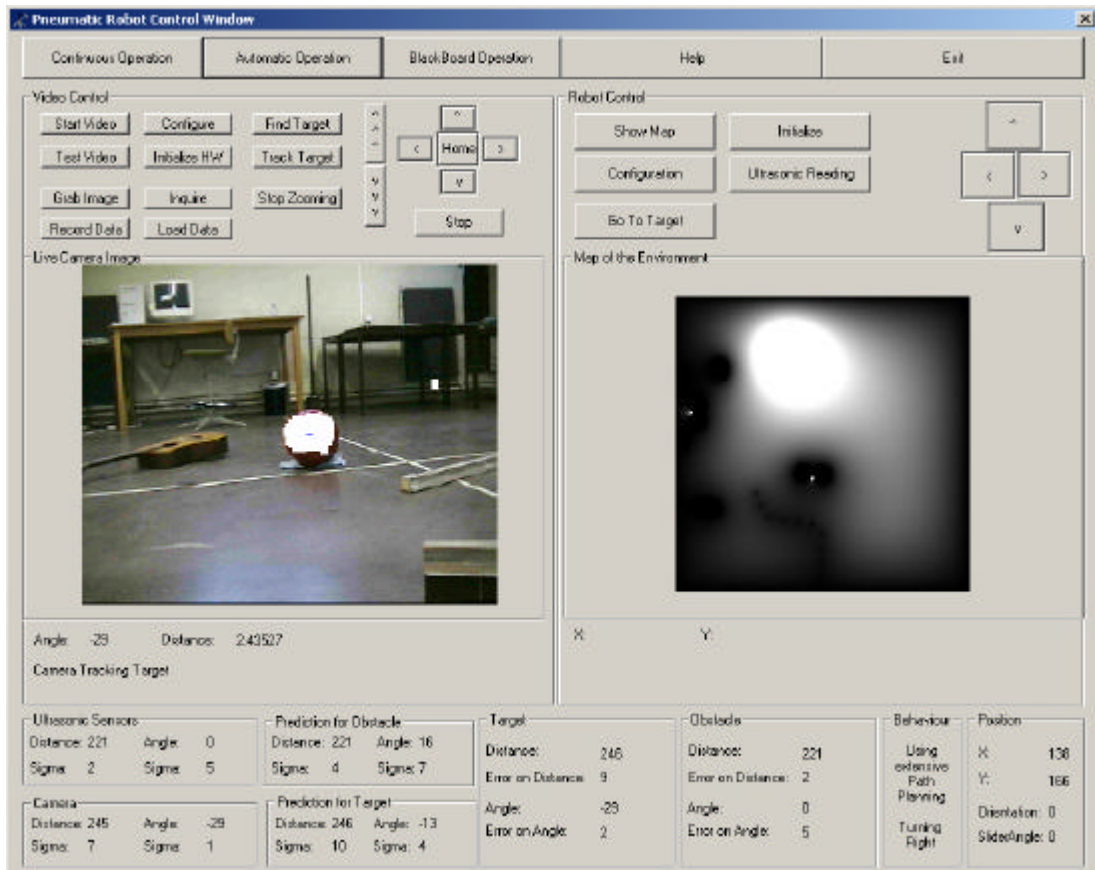 Pneumatic Robot Control Window
Continuous Operation Automatic Operation BlackBoard Operation Help Exit
Video Control
Start Video Configure Find Target
Test Video Initialize HW Track Target
Grab Image Inquire Stop Zooming
Record Data Load Data
^
^
^
v
v
v
^
< Home >
v
Stop
Robot Control
Show Map Initialize
Configuration Ultrasonic Reading
Go To Target
^
< >
v
Live Camera Image
Map of the Environment
Angle: -29 Distance: 2.43527
Camera Tracking Target
X: Y:
Ultrasonic Sensors
Distance: 221 Angle: 0
Sigma: 2 Sigma: 5
Camera
Distance: 245 Angle: -29
Sigma: 7 Sigma: 1
Prediction for Obstacle
Distance: 221 Angle: 16
Sigma: 4 Sigma: 7
Prediction for Target
Distance: 246 Angle: -13
Sigma: 10 Sigma: 4
Target
Distance: 246
Error on Distance: 9
Angle: -29
Error on Angle: 2
Obstacle
Distance: 221
Error on Distance: 2
Angle: 0
Error on Angle: 5
Behaviour
Using
extensive
Path
Planning
Turning
Right
Position
X: 138
Y: 166
Orientation: 0
SliderAngle: 0